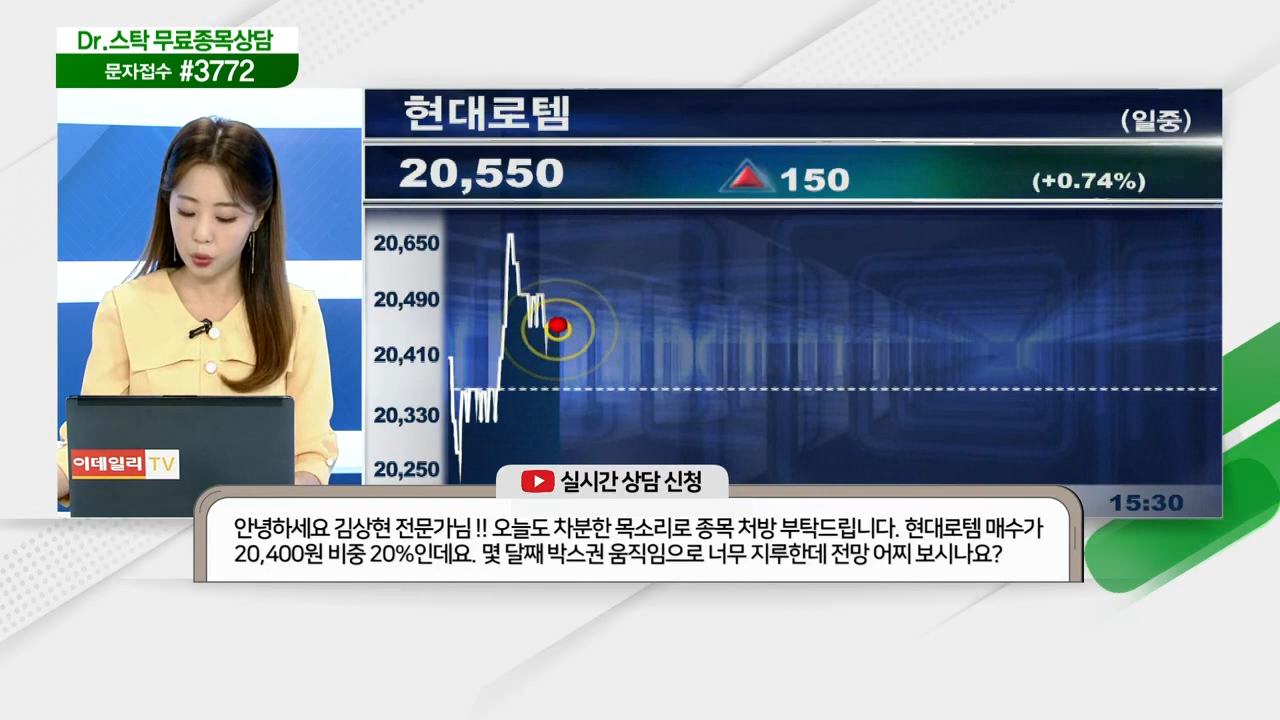 Dr.스탁 무료종목상담
문자접수 #3772
현대로템
(일중)
20,550 150 (+0.74%)
20,650
20,490
20,410
20,330
20,250
15:30
이데일리TV
실시간 상담 신청
안녕하세요 김상현 전문가님 !! 오늘도 차분한 목소리로 종목 처방 부탁드립니다. 현대로템 매수가
20,400원 비중 20%인데요. 몇 달째 박스권 움직임으로 너무 지루한데 전망 어찌 보시나요?